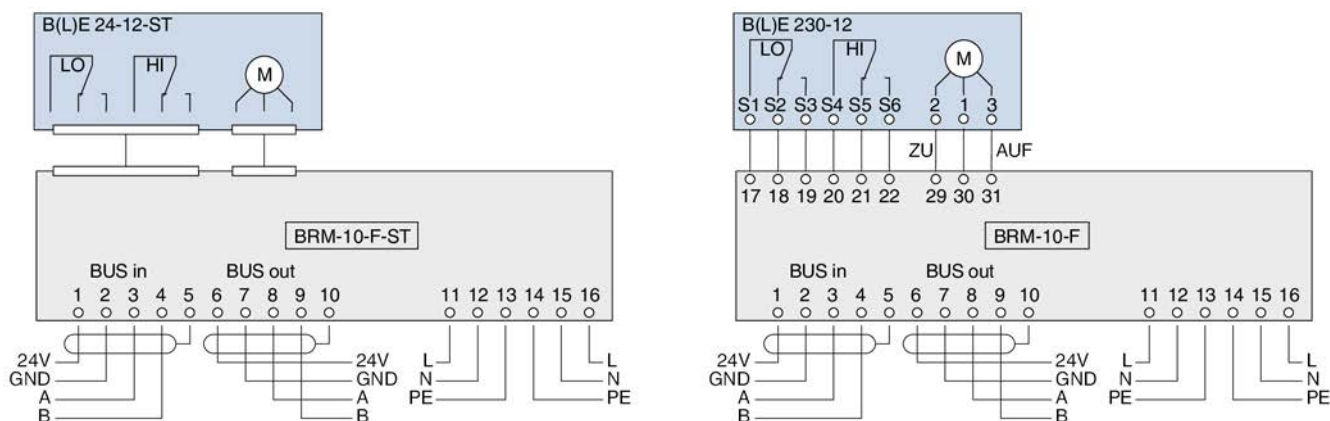 B(L)E 24-12-ST
LO HI M
BRM-10-F-ST
BUS in BUS out
1 2 3 4 5 6 7 8 9 10 11 12 13 14 15 16
24V 24V L L
GND GND N N
A A PE PE
B B
B(L)E 230-12
LO HI M
S1 S2 S3 S4 S5 S6 2 1 3
ZU AUF
17 18 19 20 21 22 29 30 31
BRM-10-F
BUS in BUS out
1 2 3 4 5 6 7 8 9 10 11 12 13 14 15 16
24V 24V L L
GND GND N N
A A PE PE
B B